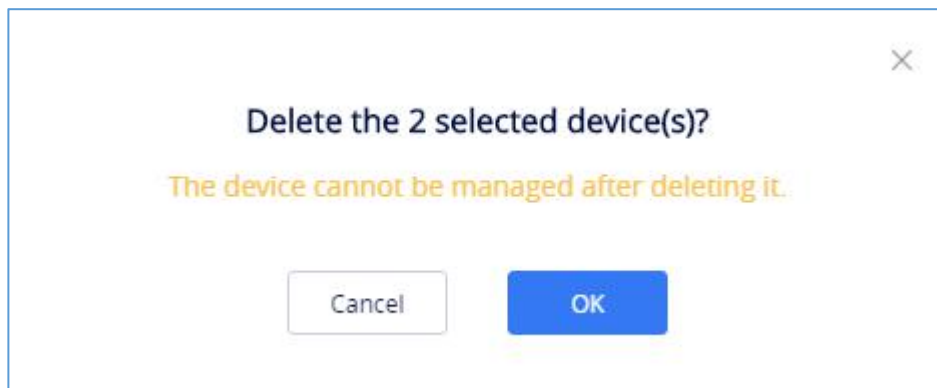 Delete the 2 selected device(s)?
The device cannot be managed after deleting it.
Cancel
OK